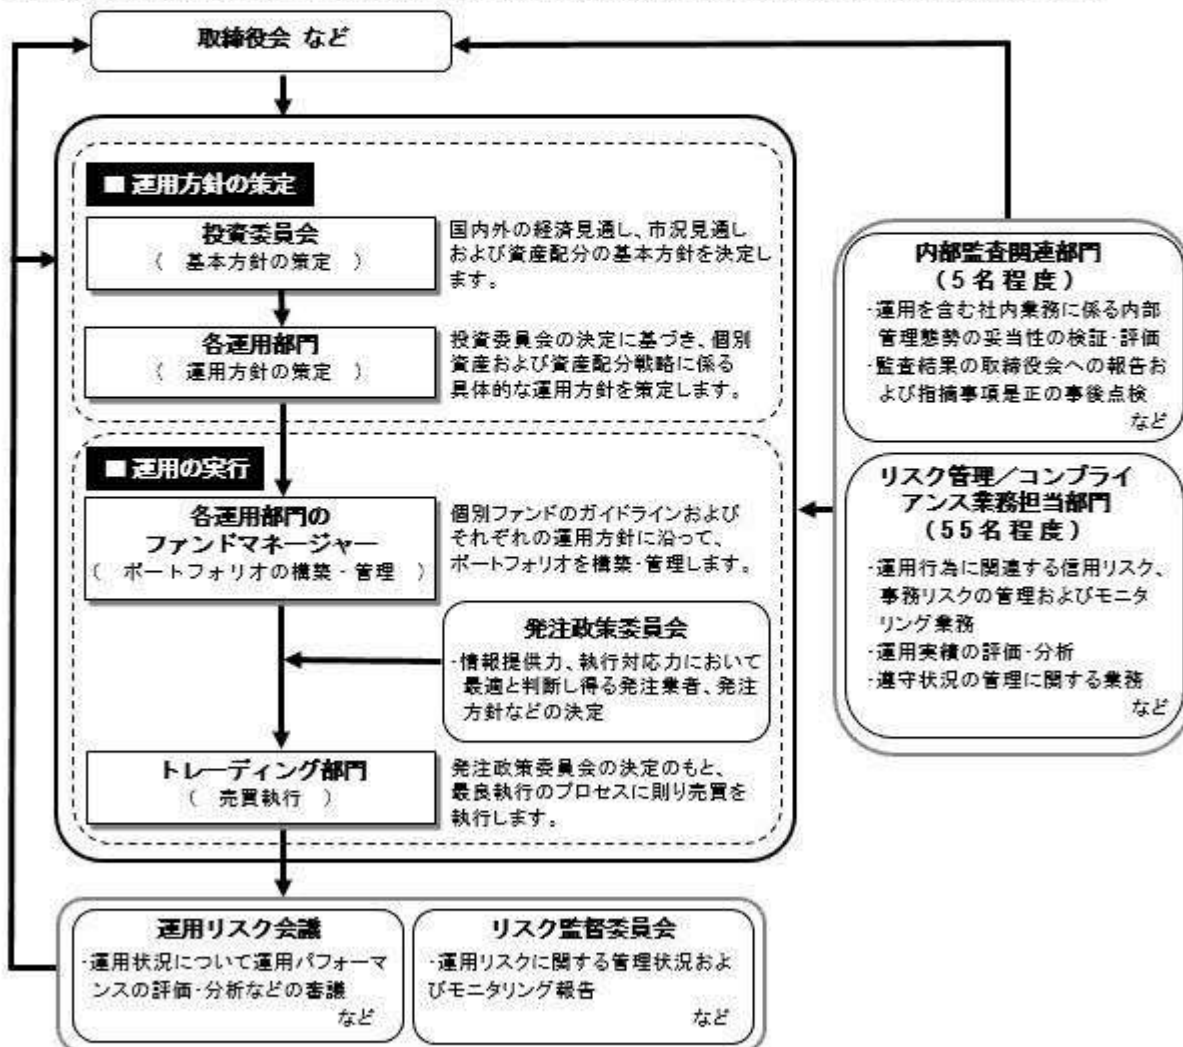 取締役会 など
■ 運用方針の策定
投資委員会
( 基本方針の策定 )
国内外の経済見通し、市況見通し
および資産配分の基本方針を決定し
ます。
各運用部門
( 運用方針の策定 )
投資委員会の決定に基づき、個別
資産および資産配分戦略に係る
具体的な運用方針を策定します。
■ 運用の実行
各運用部門の
ファンドマネージャー
( ポートフォリオの構築・管理 )
個別ファンドのガイドラインおよび
それぞれの運用方針に沿って、
ポートフォリオを構築・管理します。
発注政策委員会
・情報提供力、執行対応力において
最適と判断し得る発注業者、発注
方針などの決定
トレーディング部門
( 売買執行 )
発注政策委員会の決定のもと、
最良執行のプロセスに則り売買を
執行します。
内部監査関連部門
(5名程度)
・運用を含む社内業務に係る内部
管理態勢の妥当性の検証・評価
・監査結果の取締役会への報告お
よび指摘事項是正の事後点検
など
リスク管理/コンプライ
アンス業務担当部門
(55名程度)
・運用行為に関連する信用リスク、
事務リスクの管理およびモニタ
リング業務
・運用実績の評価・分析
・遵守状況の管理に関する業務
など
運用リスク会議
・運用状況について運用パフォーマ
ンスの評価・分析などの審議
など
リスク監督委員会
・運用リスクに関する管理状況およ
びモニタリング報告
など